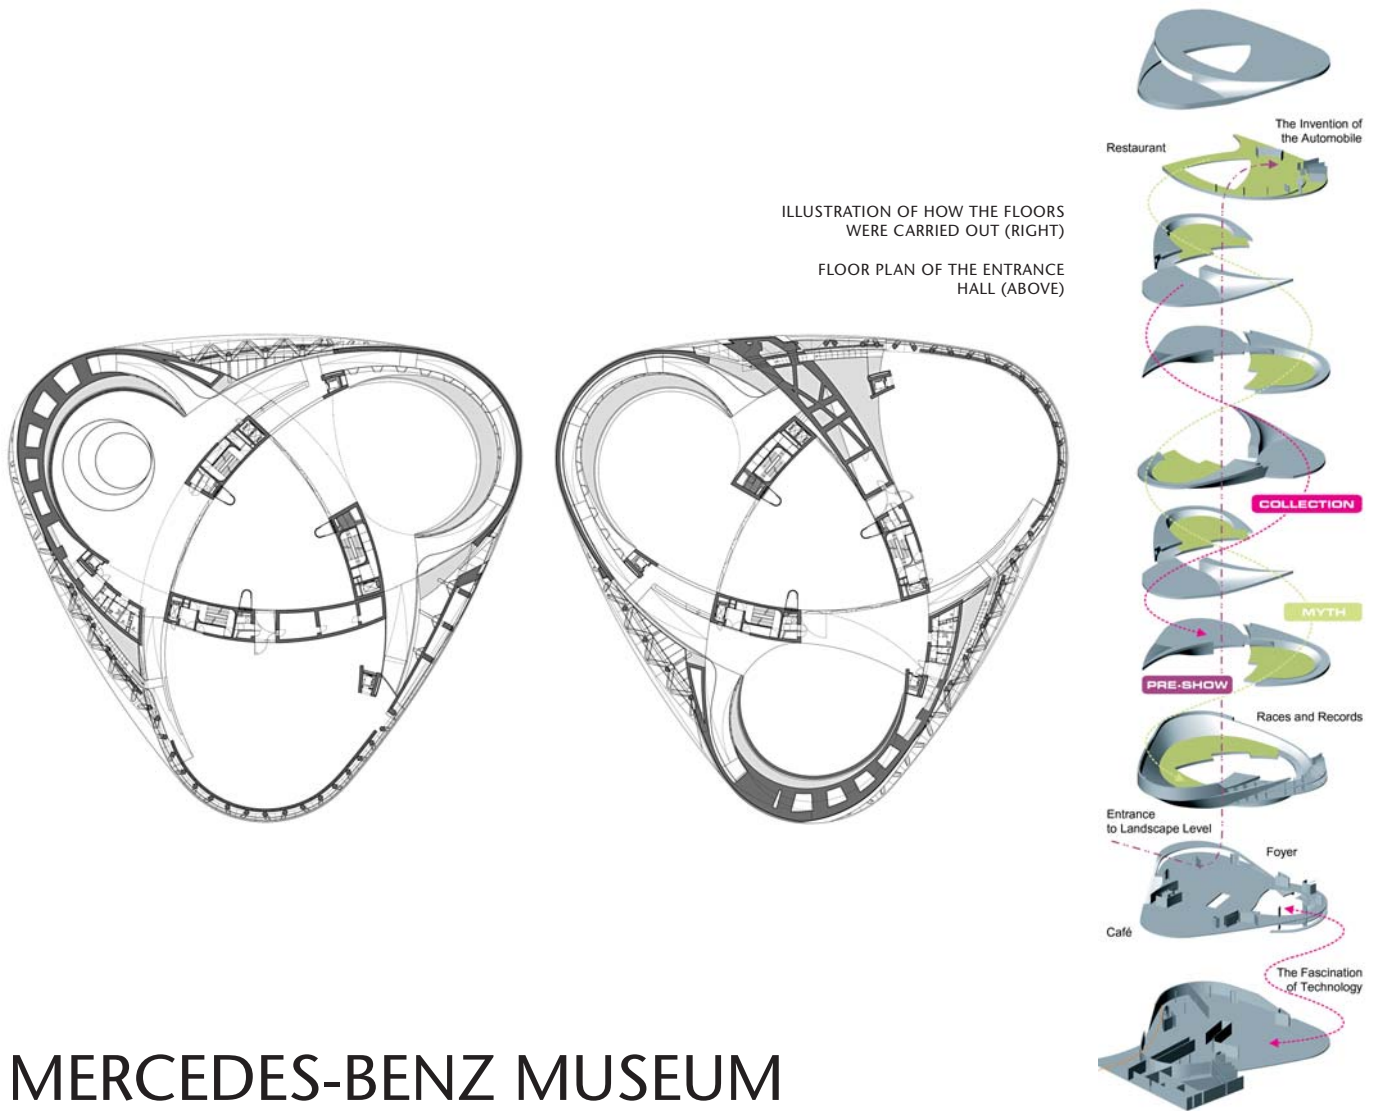 The Invention of
the Automobile
Restaurant
ILLUSTRATION OF HOW THE FLOORS
WERE CARRIED OUT (RIGHT)
FLOOR PLAN OF THE ENTRANCE
HALL (ABOVE)
COLLECTION
MYTH
PRE-SHOW
Races and Records
Entrance
to Landscape Level
Foyer
Café
The Fascination
of Technology
MERCEDES-BENZ MUSEUM